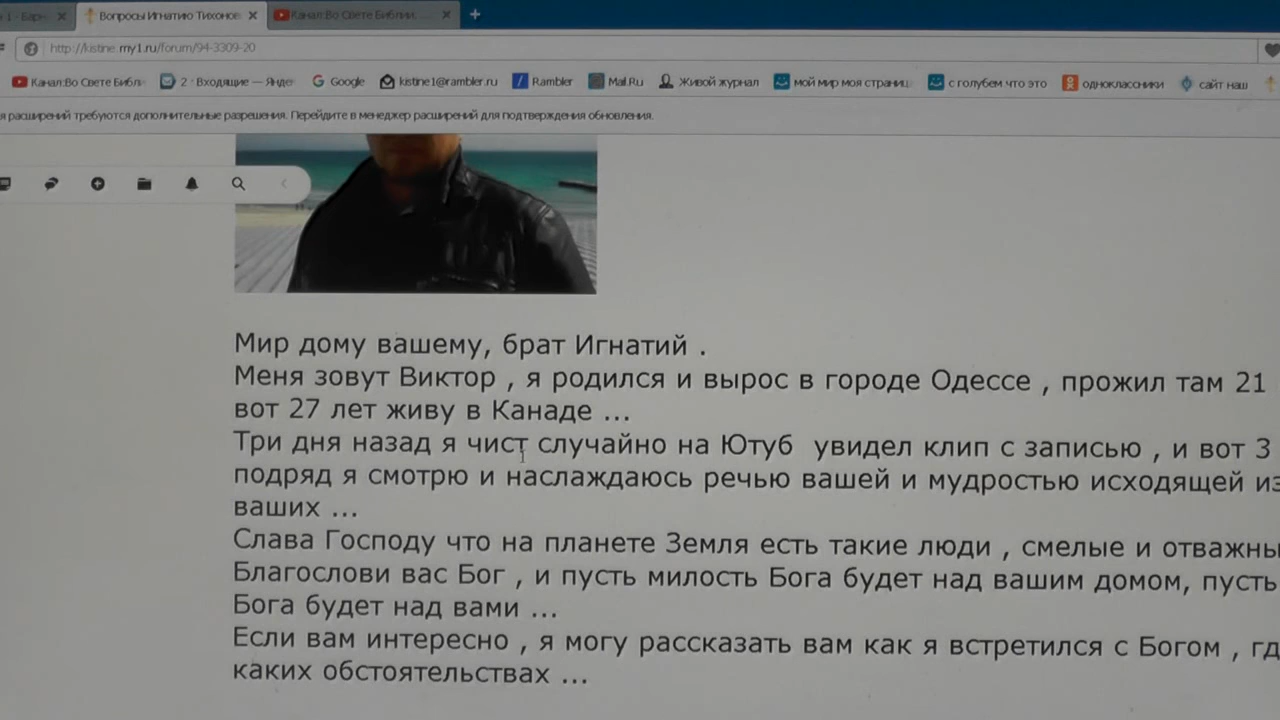 Вопросы Игнатию Тихонов
Канал:Во Свете Библии...
http://kistine.my1.ru/forum/94-3309-20
Канал:Во Свете Библ
2 · Входящие — Янде
Google
kistine1@rambler.ru
Rambler
Mail.Ru
Живой журнал
мой мир моя страниц
с голубем что это
одноклассники
сайт наш
я расширений требуются дополнительные разрешения. Перейдите в менеджер расширений для подтверждения обновления.
Мир дому вашему, брат Игнатий .
Меня зовут Виктор , я родился и вырос в городе Одессе , прожил там 21
вот 27 лет живу в Канаде ...
Три дня назад я чист случайно на Ютуб увидел клип с записью , и вот 3
подряд я смотрю и наслаждаюсь речью вашей и мудростью исходящей из
ваших ...
Слава Господу что на планете Земля есть такие люди , смелые и отважны
Благослови вас Бог , и пусть милость Бога будет над вашим домом, пусть
Бога будет над вами ...
Если вам интересно , я могу рассказать вам как я встретился с Богом , гд
каких обстоятельствах ...